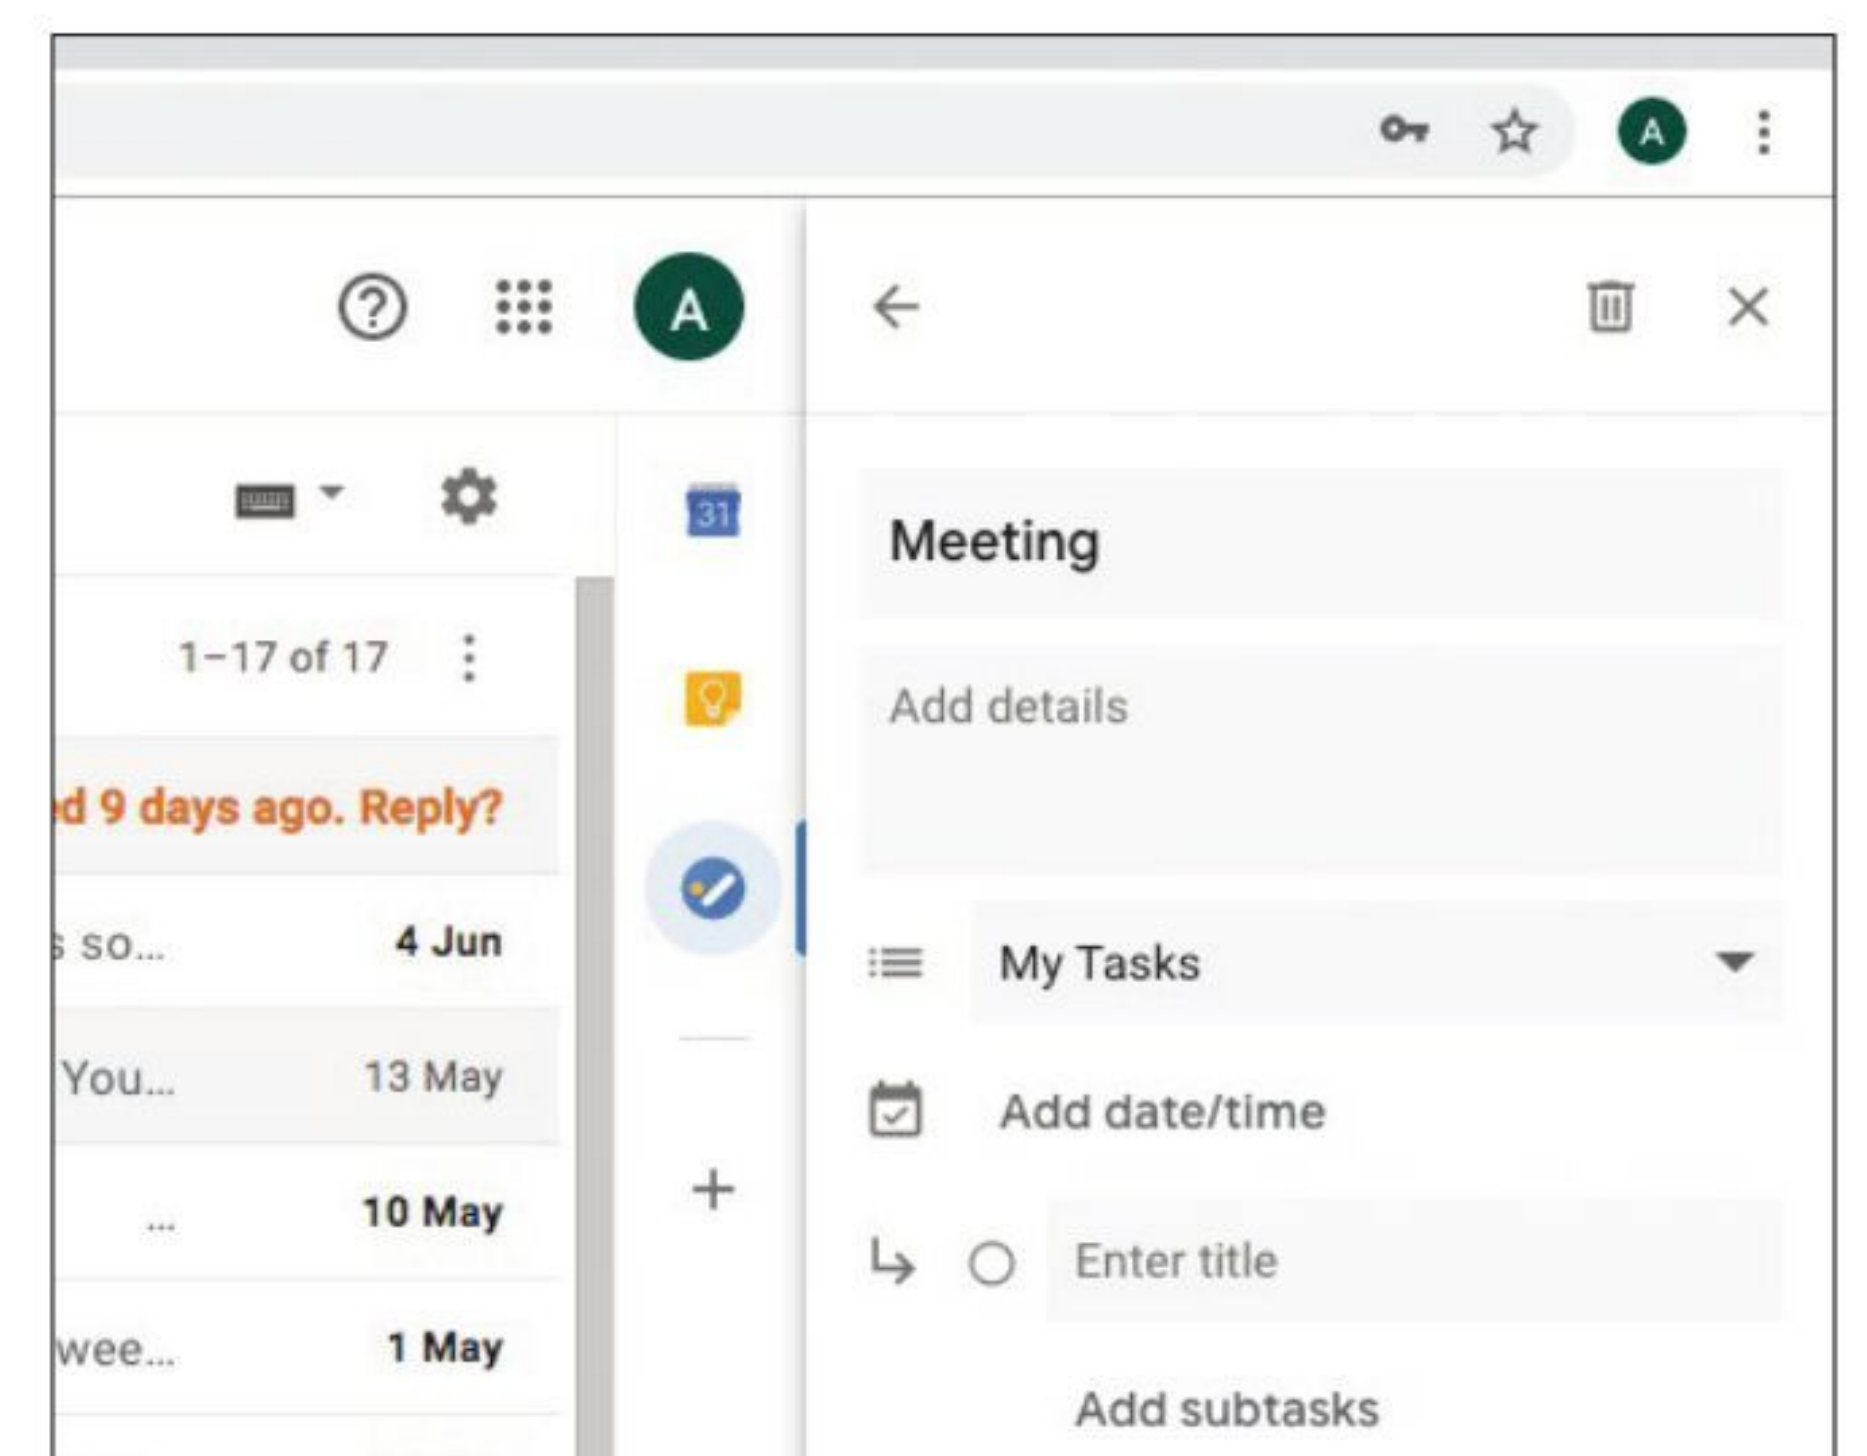 A
A
31
1–17 of 17
d 9 days ago. Reply?
s so...
4 Jun
You...
13 May
...
10 May
wee...
1 May
Meeting
Add details
My Tasks
Add date/time
Enter title
Add subtasks